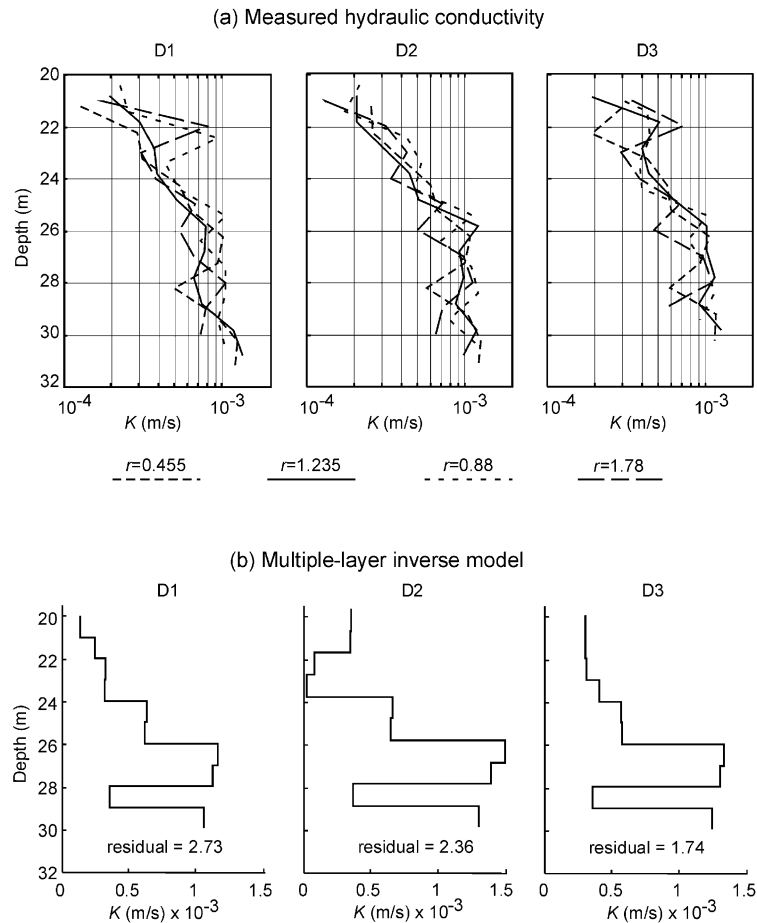 (a) Measured hydraulic conductivity
D1 D2 D3
20
22
24
26
28
30
32
Depth (m)
10-4 10-3 10-4 10-3 10-4 10-3
K (m/s) K (m/s) K (m/s)
r=0.455 r=1.235 r=0.88 r=1.78
(b) Multiple-layer inverse model
D1 D2 D3
20
22
24
26
28
30
32
Depth (m)
residual = 2.73 residual = 2.36 residual = 1.74
0 0.5 1 1.5 0 0.5 1 1.5 0 0.5 1 1.5
K (m/s) x 10-3 K (m/s) x 10-3 K (m/s) x 10-3